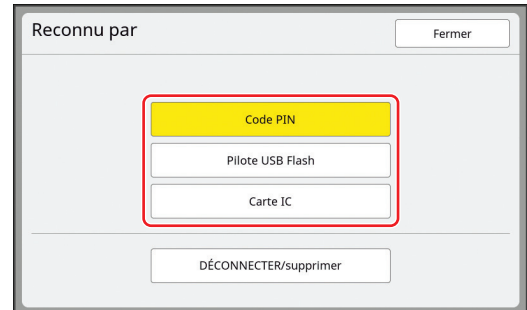 Reconnu par
Fermer
Code PIN
Pilote USB Flash
Carte IC
DÉCONNECTER/supprimer